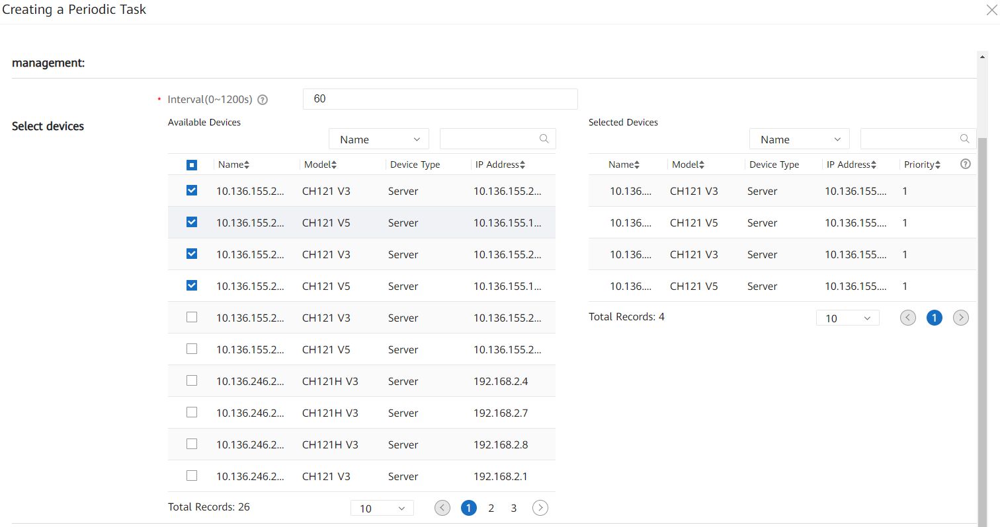 Creating a Periodic Task
management:
* Interval(0~1200s) ? 60
Select devices
Available Devices
Name
Name Model Device Type IP Address
10.136.155.2... CH121 V3 Server 10.136.155.2...
10.136.155.2... CH121 V5 Server 10.136.155.1...
10.136.155.2... CH121 V3 Server 10.136.155.2...
10.136.155.2... CH121 V5 Server 10.136.155.1...
10.136.155.2... CH121 V3 Server 10.136.155.2...
10.136.155.2... CH121 V5 Server 10.136.155.2...
10.136.246.2... CH121H V3 Server 192.168.2.4
10.136.246.2... CH121H V3 Server 192.168.2.7
10.136.246.2... CH121H V3 Server 192.168.2.8
10.136.246.2... CH121 V3 Server 192.168.2.1
Total Records: 26 10 1 2 3
Selected Devices
Name
Name Model Device Type IP Address Priority ?
10.136.... CH121 V3 Server 10.136.155.... 1
10.136.... CH121 V5 Server 10.136.155.... 1
10.136.... CH121 V3 Server 10.136.155.... 1
10.136.... CH121 V5 Server 10.136.155.... 1
Total Records: 4 10 1